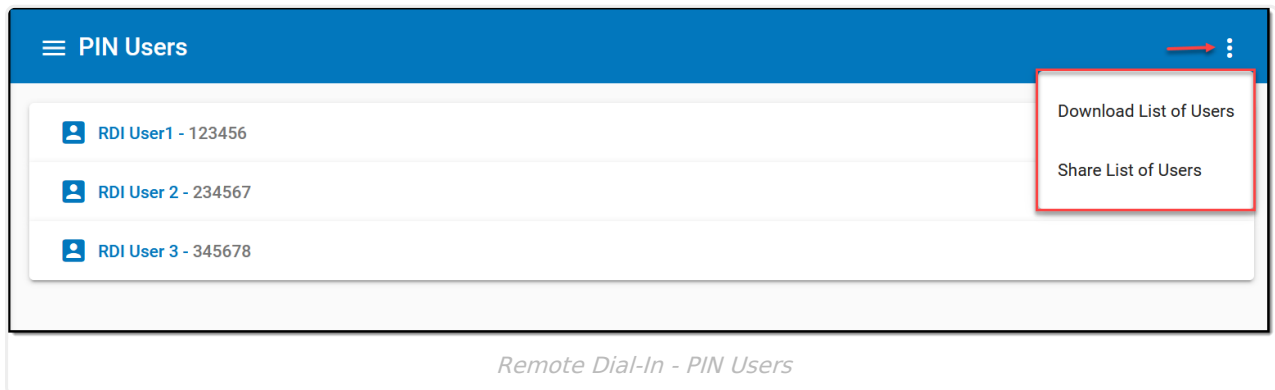 PIN Users
Download List of Users
Share List of Users
RDI User1 - 123456
RDI User 2 - 234567
RDI User 3 - 345678
Remote Dial-In - PIN Users